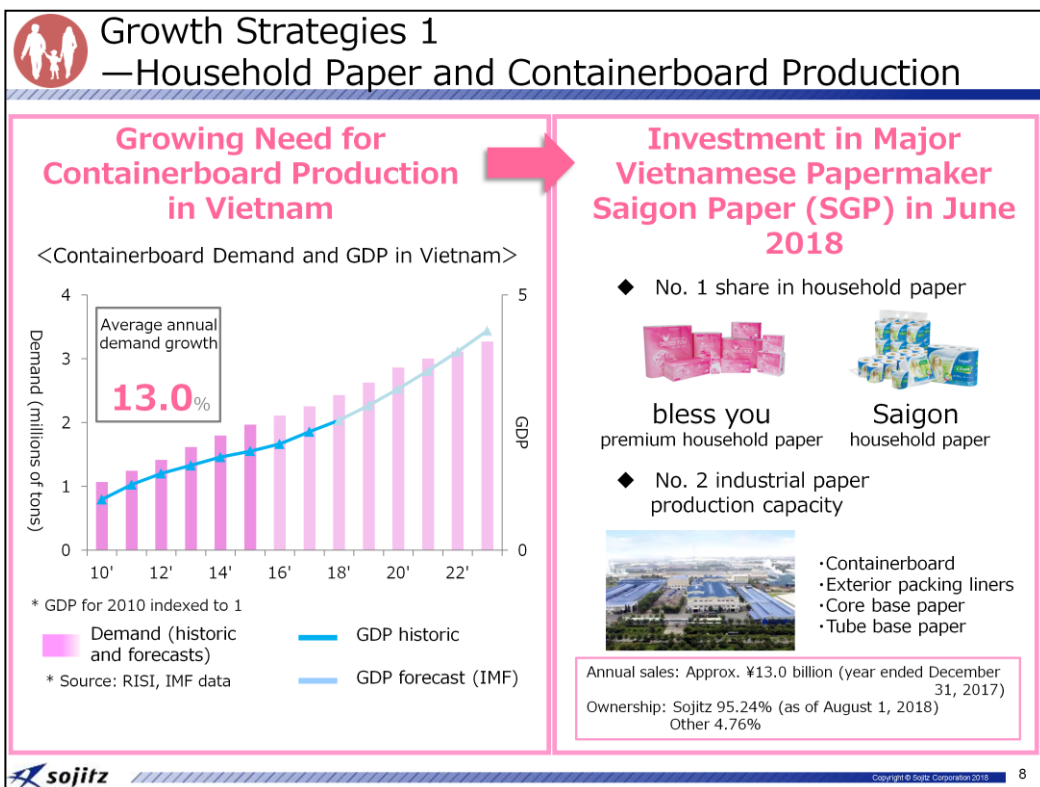 Growth Strategies 1
—Household Paper and Containerboard Production
Growing Need for
Containerboard Production
in Vietnam
<Containerboard Demand and GDP in Vietnam>
4
3
2
1
0
Demand (millions of tons)
Average annual
demand growth
13.0%
5
0
GDP
10' 12' 14' 16' 18' 20' 22'
* GDP for 2010 indexed to 1
Demand (historic
and forecasts)
GDP historic
GDP forecast (IMF)
* Source: RISI, IMF data
Investment in Major
Vietnamese Papermaker
Saigon Paper (SGP) in June
2018
◆ No. 1 share in household paper
bless you
premium household paper
Saigon
household paper
◆ No. 2 industrial paper
production capacity
・Containerboard
・Exterior packing liners
・Core base paper
・Tube base paper
Annual sales: Approx. ¥13.0 billion (year ended December
31, 2017)
Ownership: Sojitz 95.24% (as of August 1, 2018)
Other 4.76%
sojitz
Copyright © Sojitz Corporation 2018
8